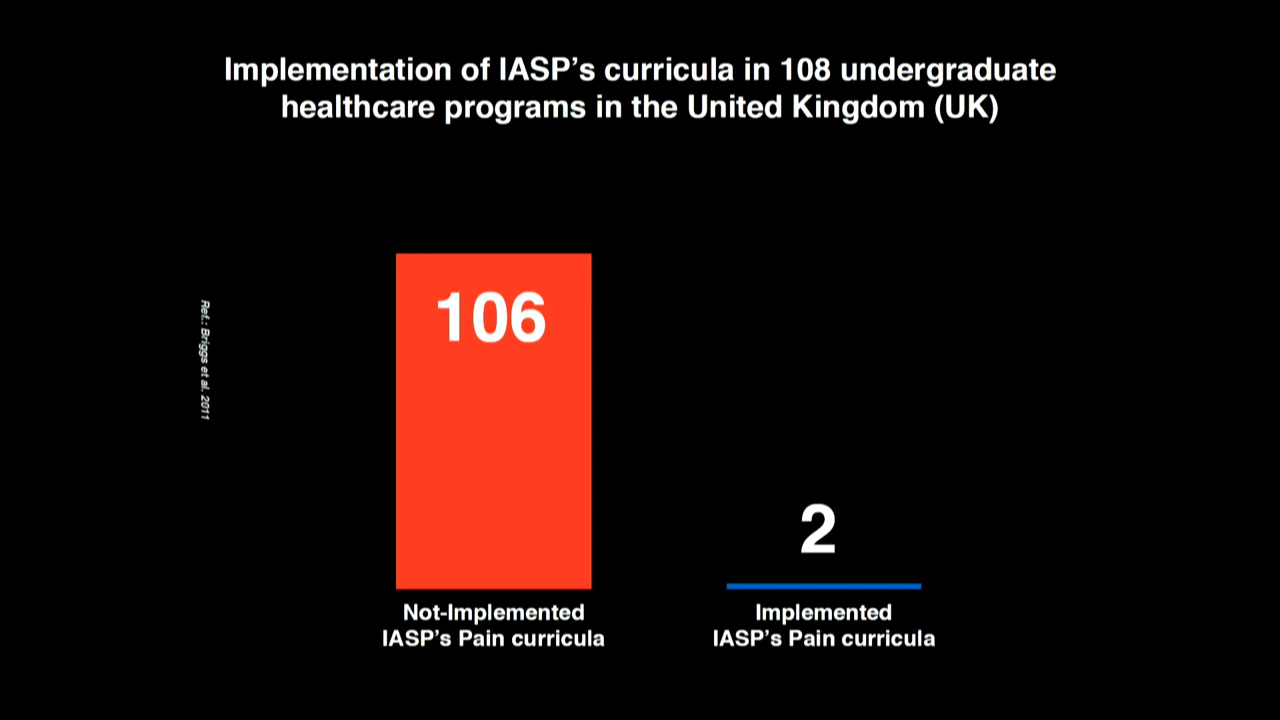 Implementation of IASP's curricula in 108 undergraduate
healthcare programs in the United Kingdom (UK)
Ref.: Briggs et al. 2011
106
2
Not-Implemented
IASP's Pain curricula
Implemented
IASP's Pain curricula